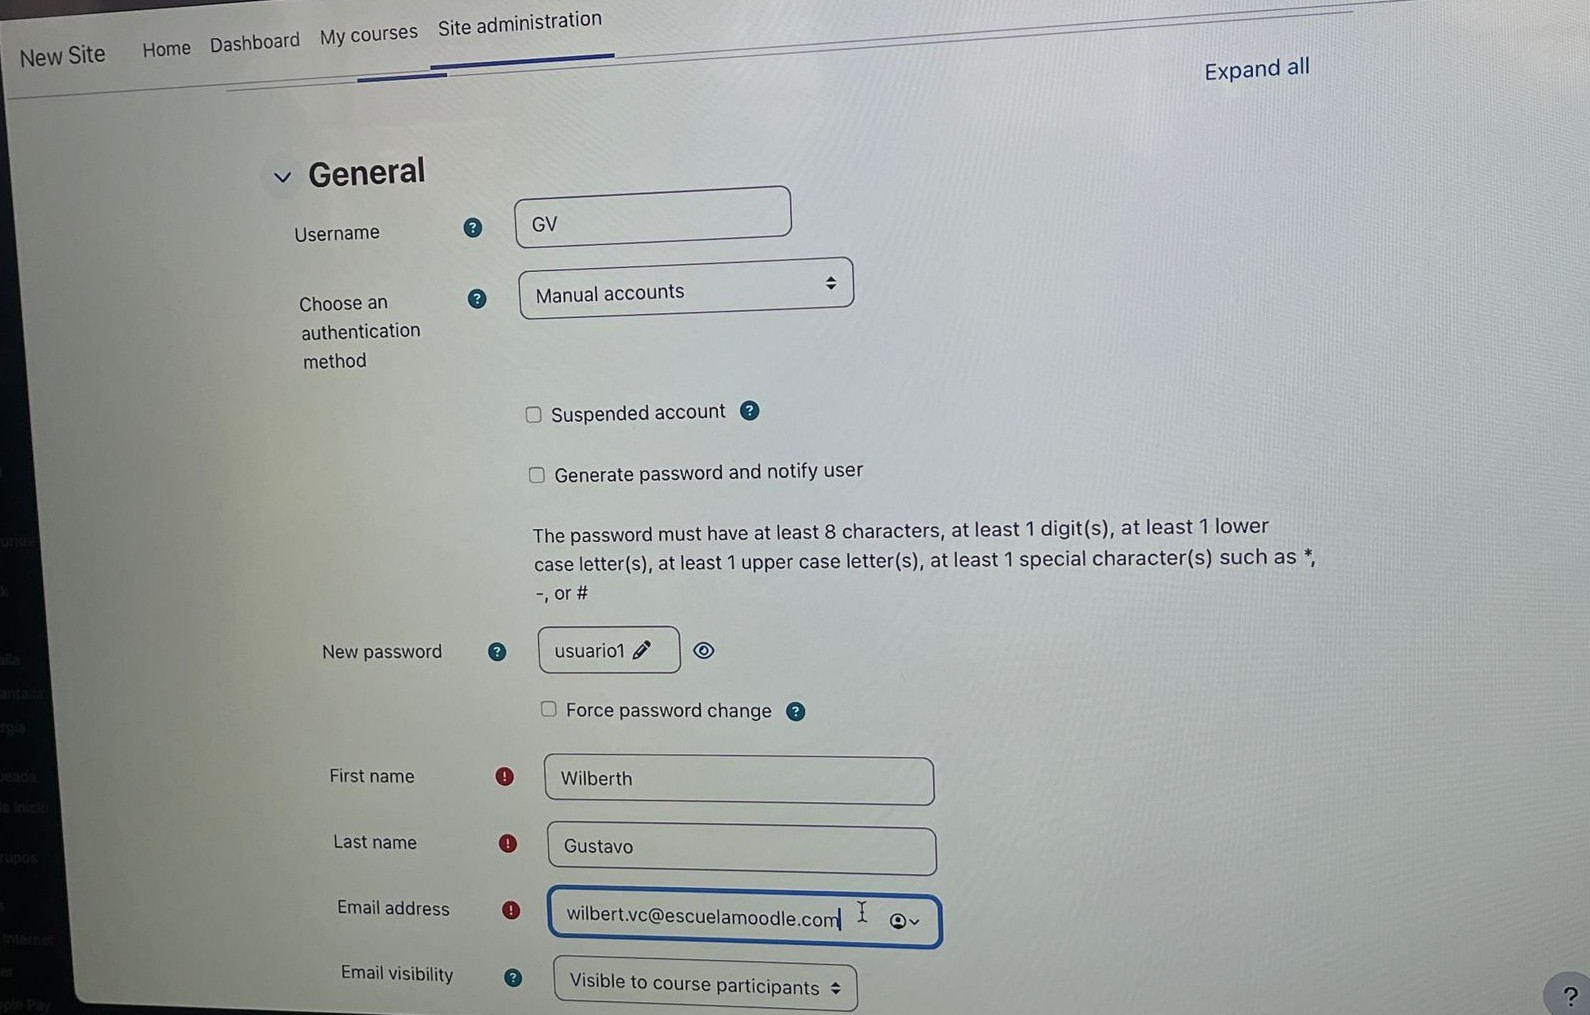 New Site Home Dashboard My courses Site administration
Expand all
General
Username GV
Choose an authentication method Manual accounts
Suspended account
Generate password and notify user
The password must have at least 8 characters, at least 1 digit(s), at least 1 lower
case letter(s), at least 1 upper case letter(s), at least 1 special character(s) such as *,
-, or #
New password usuario1
Force password change
First name Wilberth
Last name Gustavo
Email address wilbert.vc@escuelamoodle.com
Email visibility Visible to course participants
?